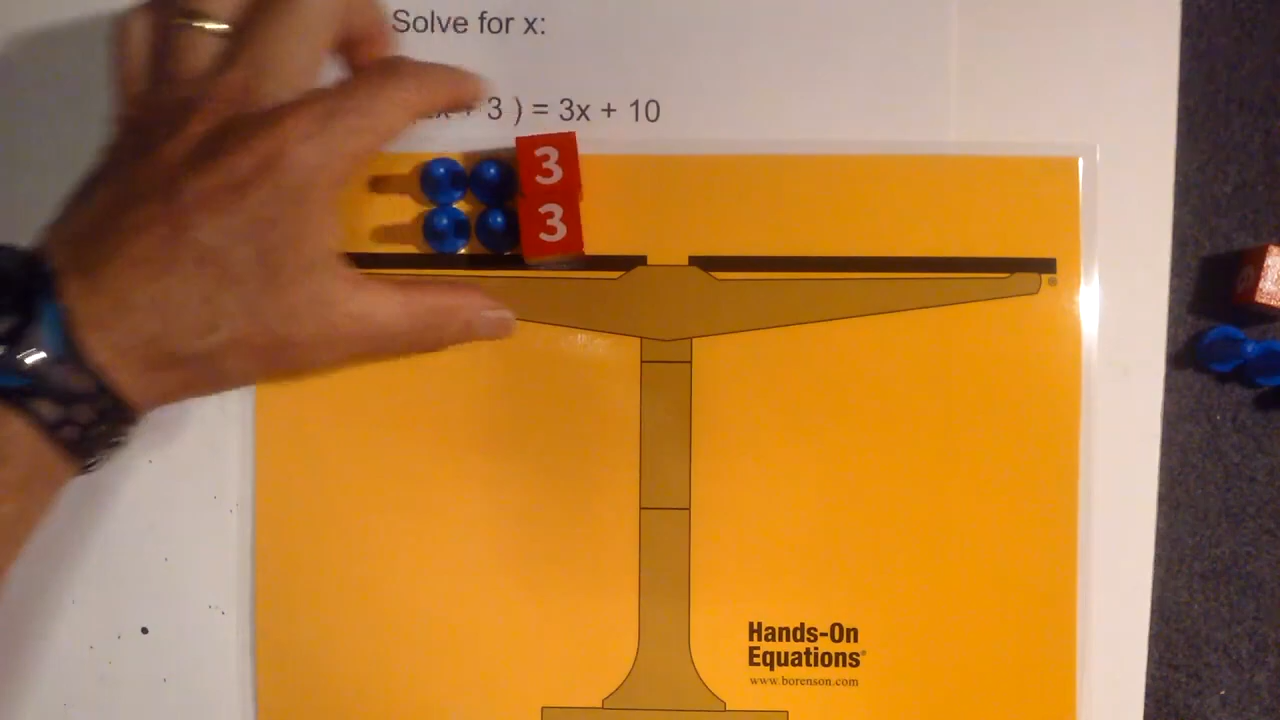 Solve for x:
x + 3 ) = 3x + 10
3
3
Hands-On
Equations®
www.borenson.com